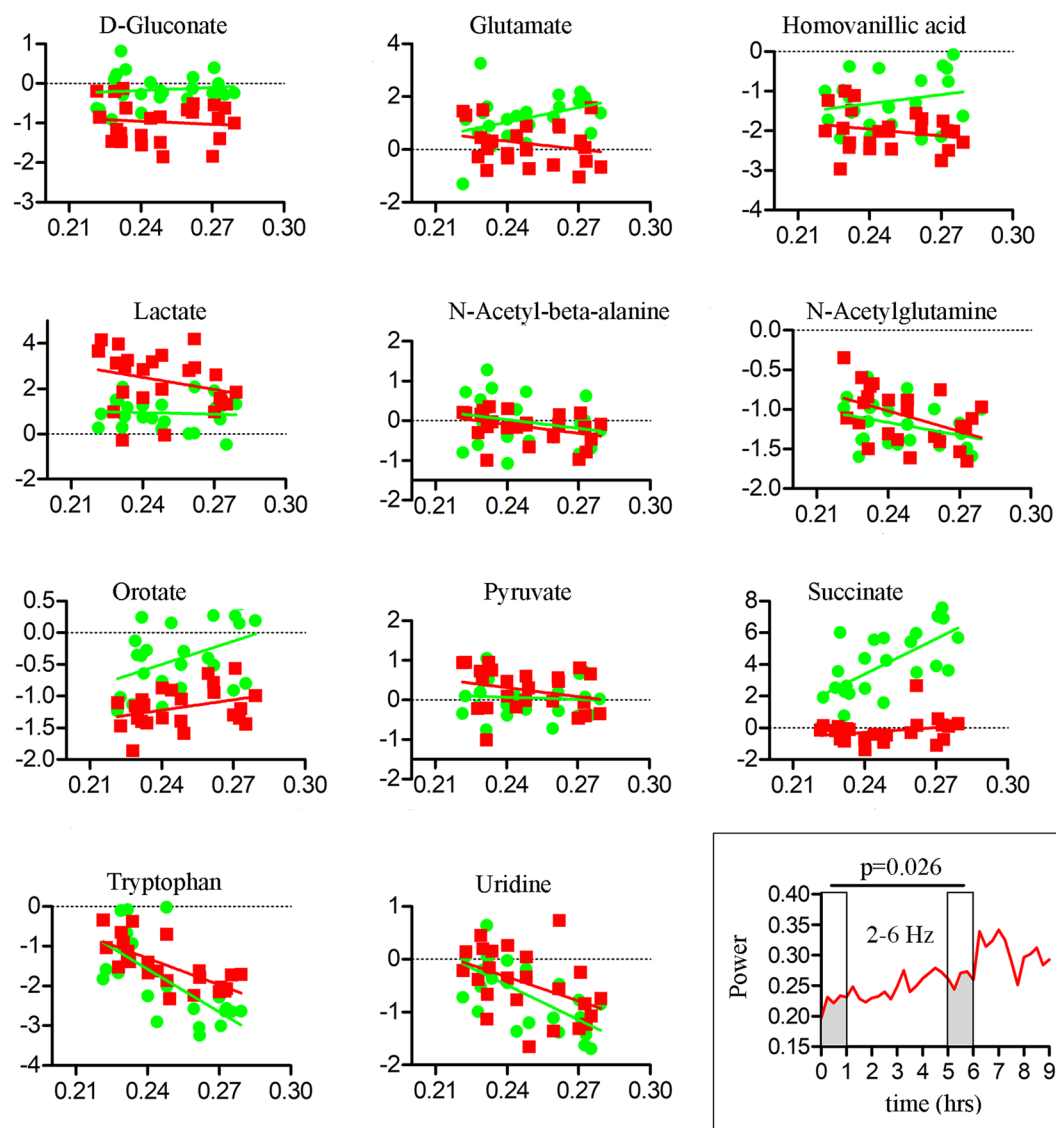 D-Gluconate
1
0
-1
-2
-3
0.21 0.24 0.27 0.30
Glutamate
4
2
0
-2
0.21 0.24 0.27 0.30
Homovanillic acid
0
-1
-2
-3
-4
0.21 0.24 0.27 0.30
Lactate
4
2
0
-2
0.21 0.24 0.27 0.30
N-Acetyl-beta-alanine
2
1
0
-1
-2
0.21 0.24 0.27 0.30
N-Acetylglutamine
0.0
-0.5
-1.0
-1.5
-2.0
0.21 0.24 0.27 0.30
Orotate
0.5
0.0
-0.5
-1.0
-1.5
-2.0
0.21 0.24 0.27 0.30
Pyruvate
2
1
0
-1
-2
0.21 0.24 0.27 0.30
Succinate
8
6
4
2
0
-2
0.21 0.24 0.27 0.30
Tryptophan
0
-1
-2
-3
-4
0.21 0.24 0.27 0.30
Uridine
1
0
-1
-2
0.21 0.24 0.27 0.30
p=0.026
2-6 Hz
Power
0.40
0.35
0.30
0.25
0.20
0.15
0 1 2 3 4 5 6 7 8 9
time (hrs)